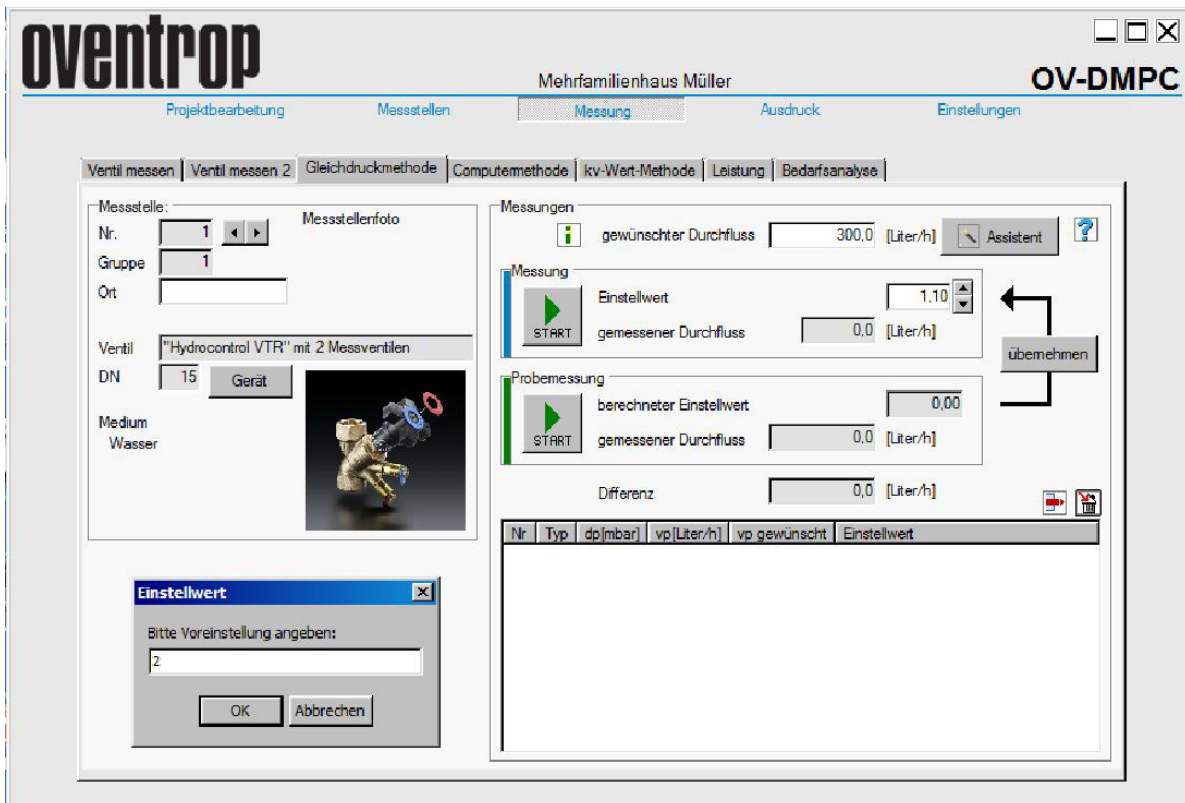 oventrop
Mehrfamilienhaus Müller
OV-DMPC
Projektbearbeitung Messstellen Messung Ausdruck Einstellungen
Ventil messen Ventil messen 2 Gleichdruckmethode Computermethode kv-Wert-Methode Leistung Bedarfsanalyse
Messstelle:
Nr. 1
Messstellenfoto
Gruppe 1
Ort
Ventil "Hydrocontrol VTR" mit 2 Messventilen
DN 15 Gerät
Medium
Wasser
Messungen
gewünschter Durchfluss 300,0 [Liter/h] Assistent
Messung
START
Einstellwert 1,10
gemessener Durchfluss 0,0 [Liter/h]
übernehmen
Probemessung
START
berechneter Einstellwert 0,00
gemessener Durchfluss 0,0 [Liter/h]
Differenz 0,0 [Liter/h]
Nr Typ dp[mbar] vp[Liter/h] vp gewünscht Einstellwert
Einstellwert
Bitte Voreinstellung angeben:
2
OK Abbrechen